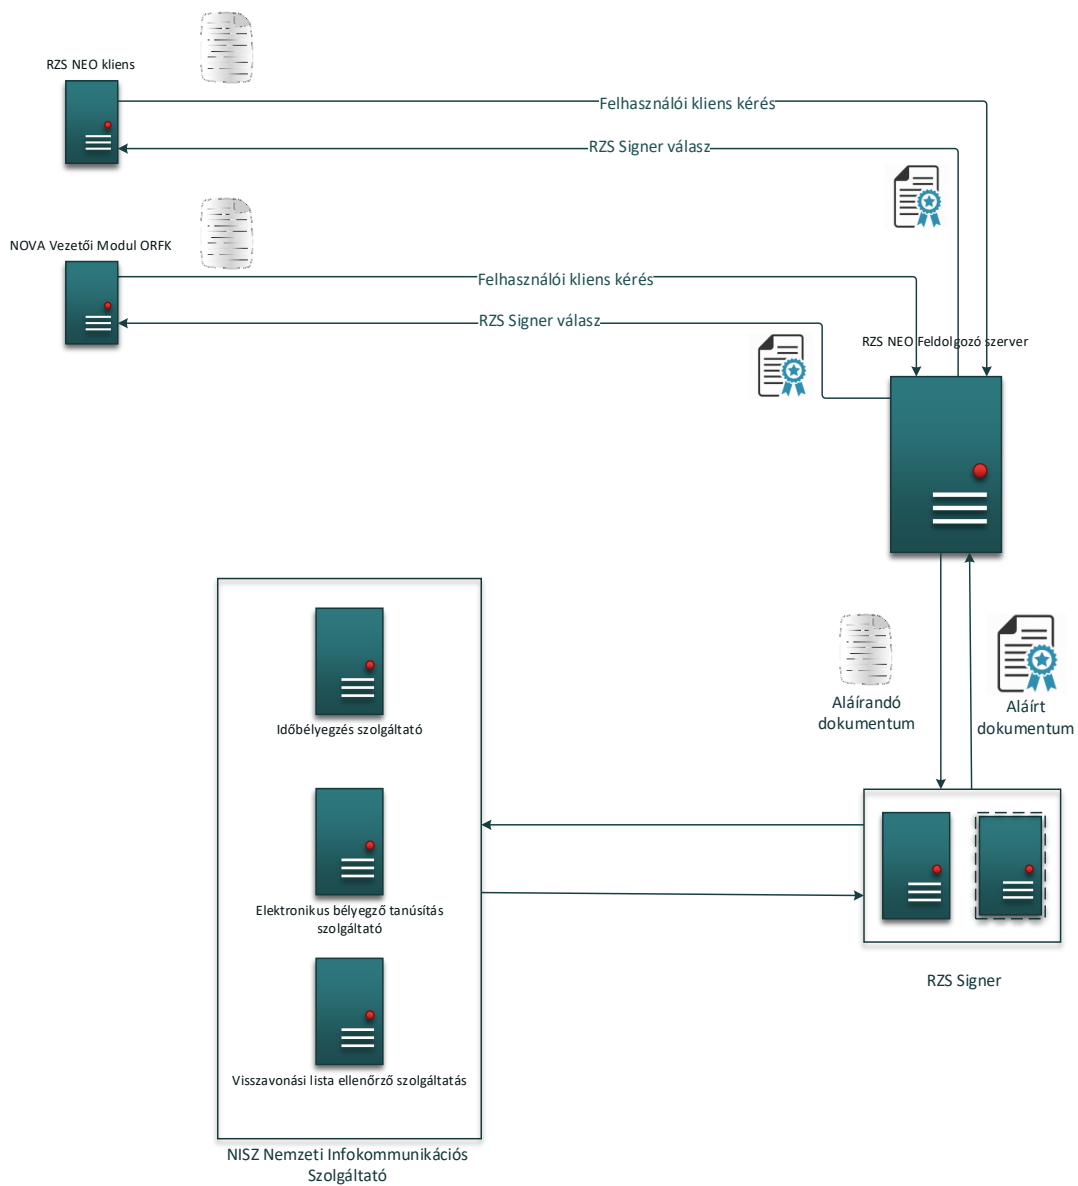 RZS NEO kliens
Felhasználói kliens kérés
RZS Signer válasz
NOVA Vezetői Modul ORFK
Felhasználói kliens kérés
RZS Signer válasz
RZS NEO Feldolgozó szerver
Időbélyegzés szolgáltató
Aláírandó
dokumentum
Aláírt
dokumentum
Elektronikus bélyegző tanúsítás
szolgáltató
RZS Signer
Visszavonási lista ellenőrző szolgáltatás
NISZ Nemzeti Infokommunikációs
Szolgáltató